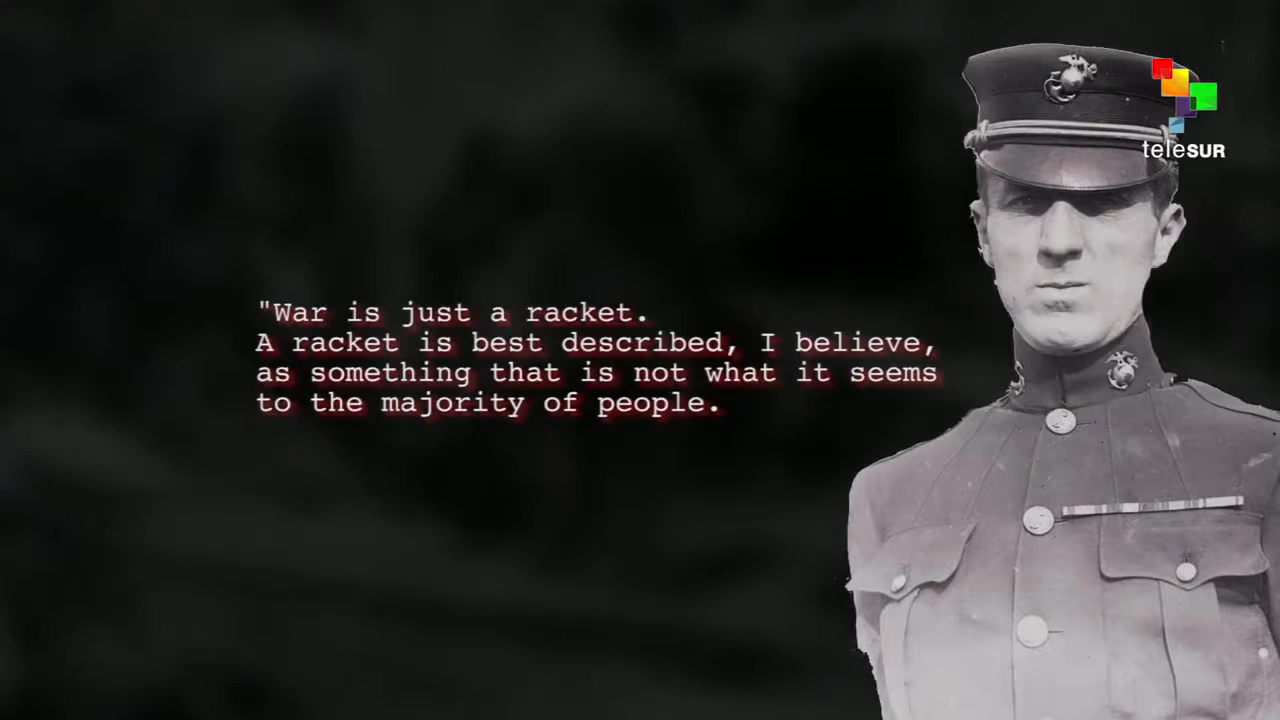 teleSUR
"War is just a racket.
A racket is best described, I believe,
as something that is not what it seems
to the majority of people.